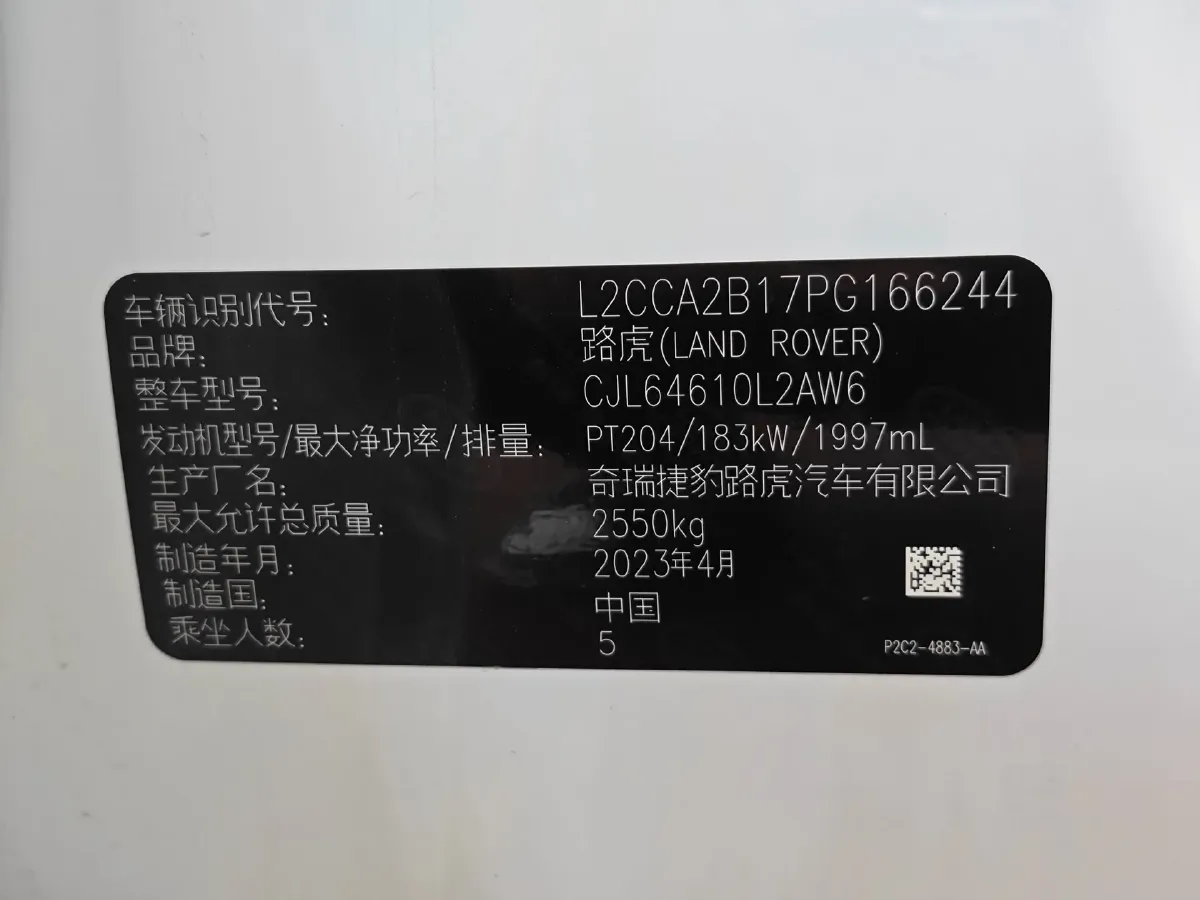 车辆识别代号: L2CCA2B17PG166244
品牌: 路虎(LAND ROVER)
整车型号: CJL64610L2AW6
发动机型号/最大净功率/排量: PT204/183kW/1997mL
生产厂名: 奇瑞捷豹路虎汽车有限公司
最大允许总质量: 2550kg
制造年月: 2023年4月
制造国: 中国
乘坐人数: 5
P2C2-4883-AA